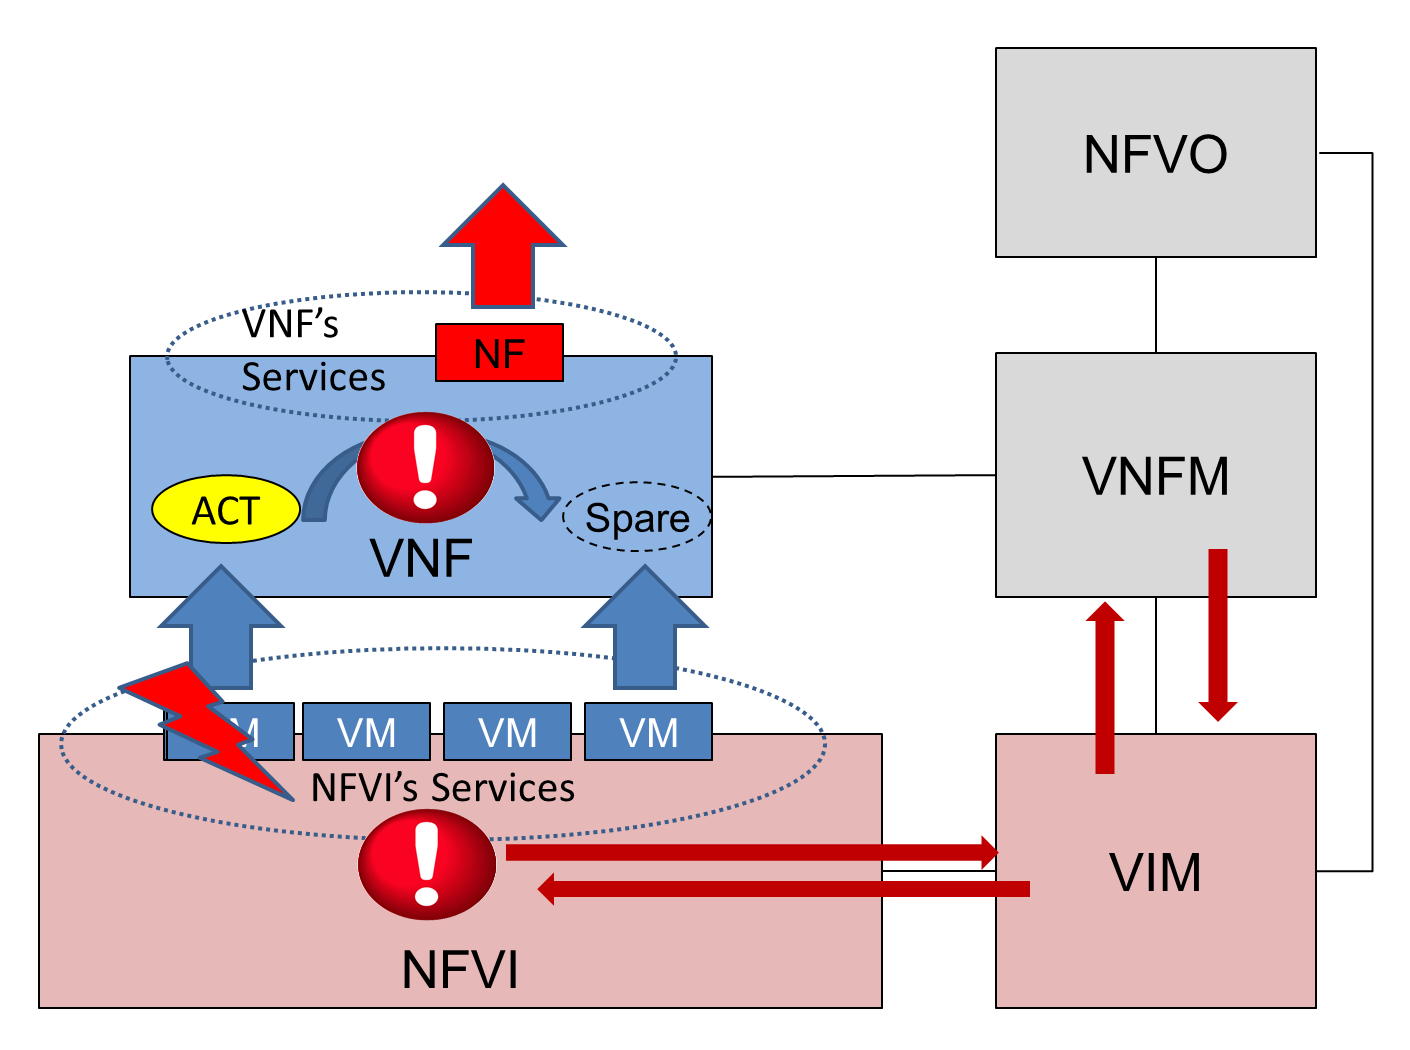 NFVO
VNF's
Services
NF
ACT
Spare
VNF
VNFM
VM
VM
VM
NFVI's Services
NFVI
VIM